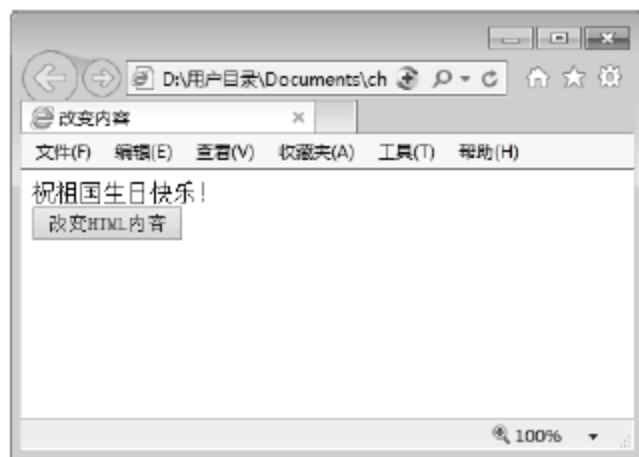 D:\用户目录\Documents\ch
改变内容
文件(F) 编辑(E) 查看(V) 收藏夹(A) 工具(T) 帮助(H)
祝祖国生日快乐!
改变HTML内容
100%